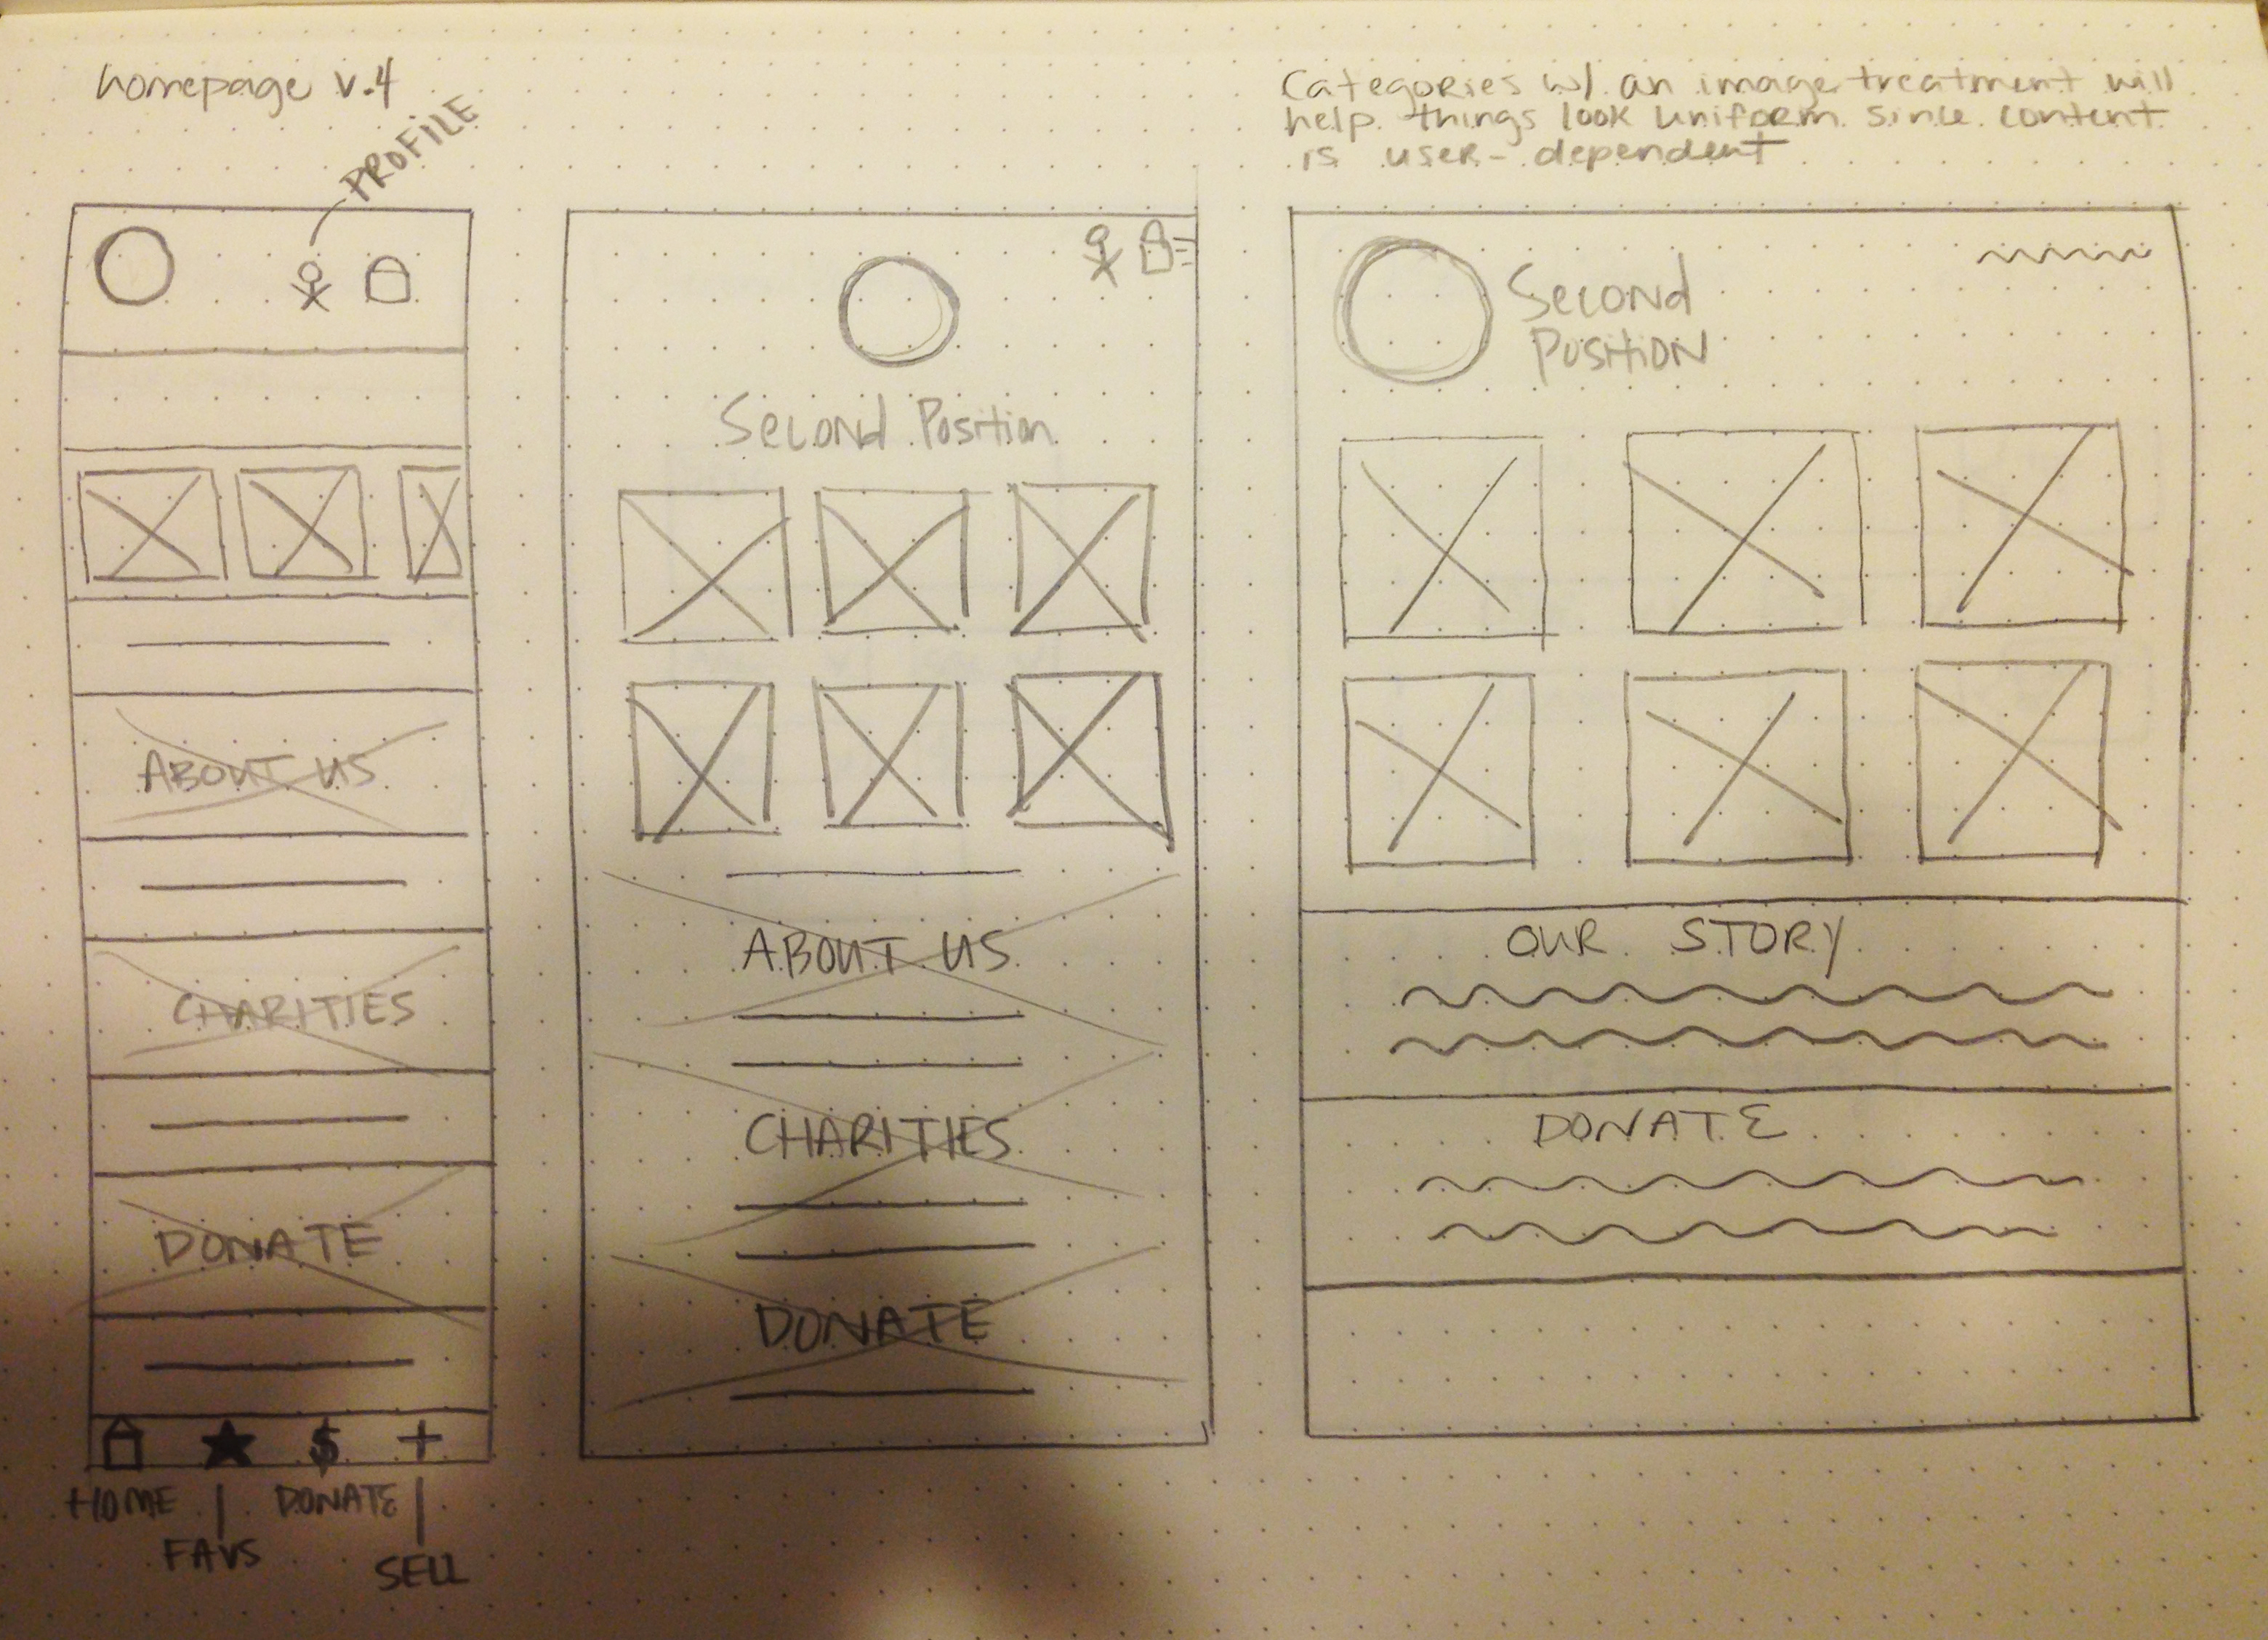 homepage v.4
PROFILE
Categories w/ an image treatment will
help things look uniform since content
is user-dependent
ABOUT US
CHARITIES
DONATE
$
HOME
DONATE
FAVS
SELL
Second Position
ABOUT US
CHARITIES
DONATE
Second
Position
OUR STORY
DONATE